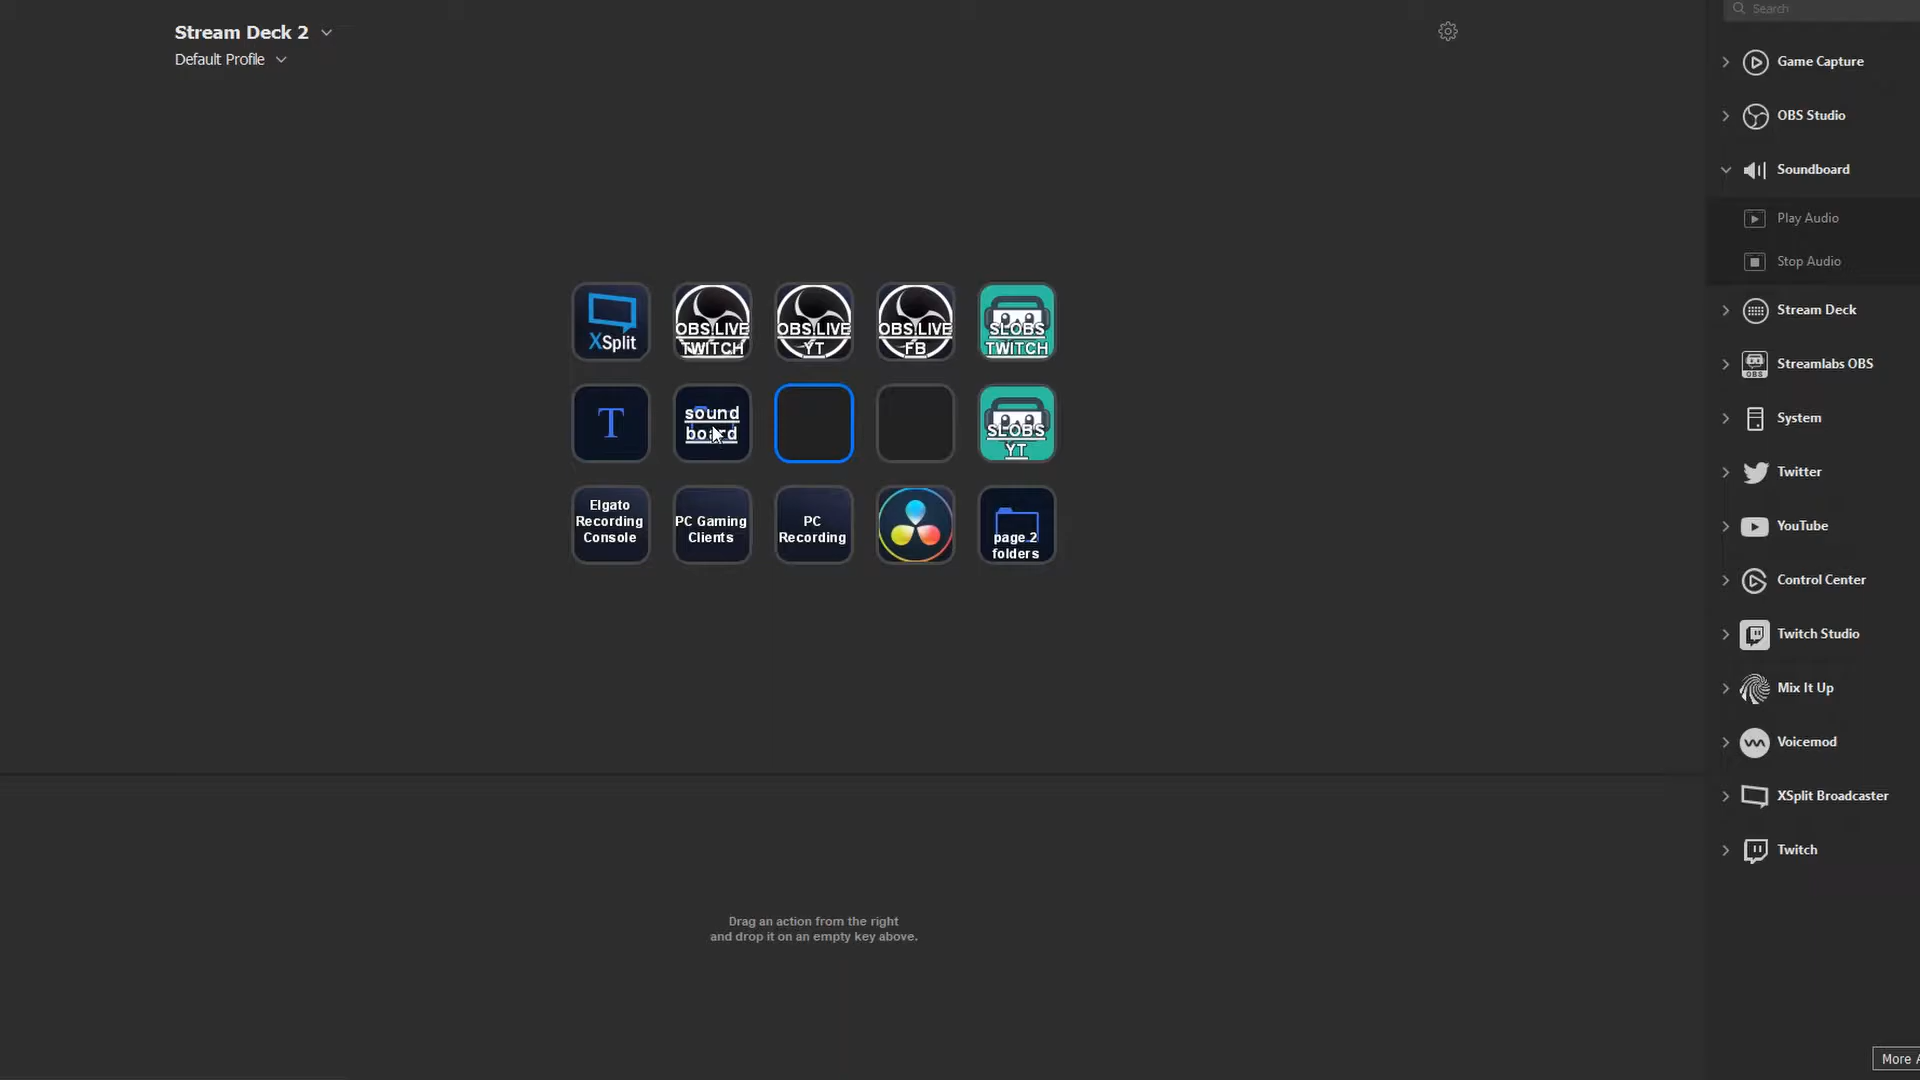 Stream Deck 2
Default Profile
Search
Game Capture
OBS Studio
Soundboard
Play Audio
Stop Audio
Stream Deck
Streamlabs OBS
System
Twitter
YouTube
Control Center
Twitch Studio
Mix It Up
Voicemod
XSplit Broadcaster
Twitch
More A
XSplit
OBS.LIVE
TWITCH
OBS.LIVE
YT
OBS.LIVE
FB
SLOBS
TWITCH
T
sound
board
SLOBS
YT
Elgato
Recording
Console
PC Gaming
Clients
PC
Recording
page 2
folders
Drag an action from the right
and drop it on an empty key above.